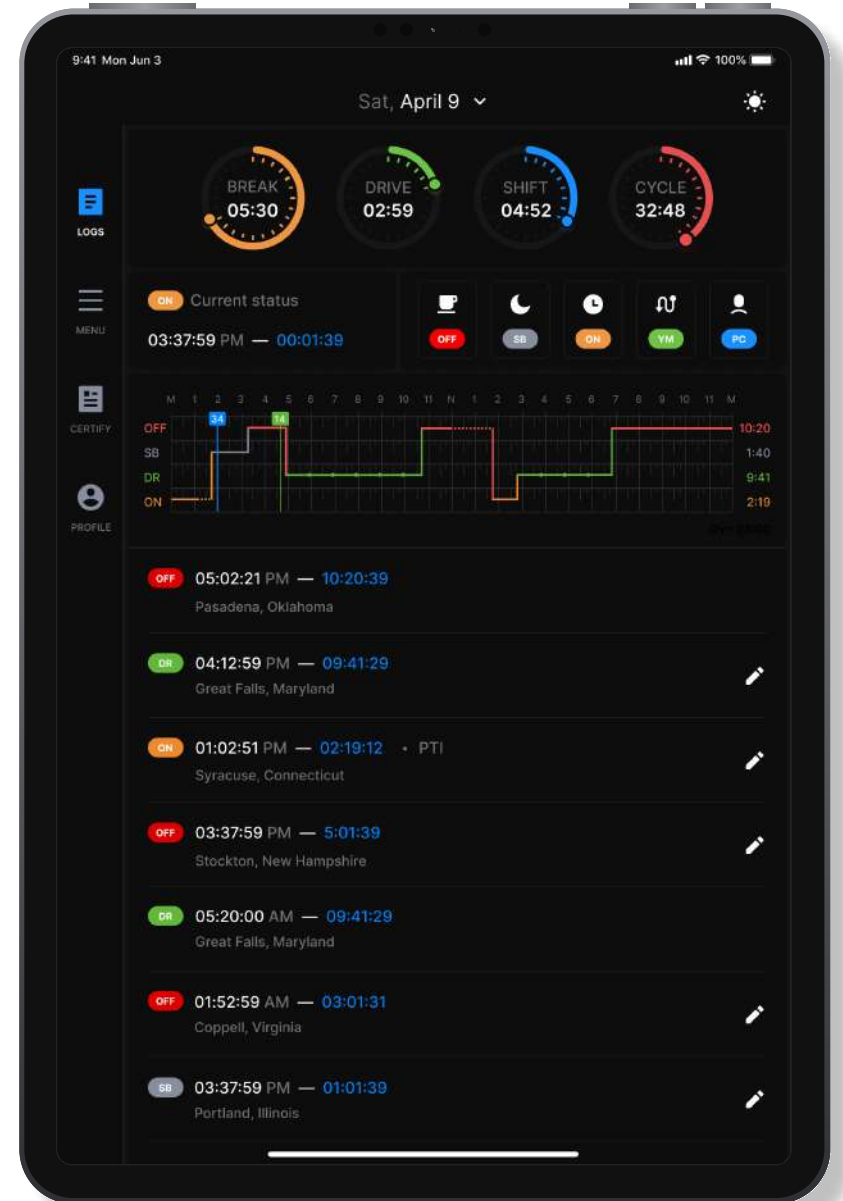 9:41 Mon Jun 3
100%
Sat, April 9
LOGS
MENU
CERTIFY
PROFILE
BREAK
05:30
DRIVE
02:59
SHIFT
04:52
CYCLE
32:48
ON Current status
03:37:59 PM — 00:01:39
OFF
SB
ON
YM
PC
M 1 2 3 4 5 6 7 8 9 10 11 N 1 2 3 4 5 6 7 8 9 10 11 M
34 14
OFF 10:20
SB 1:40
DR 9:41
ON 2:19
OFF 05:02:21 PM — 10:20:39
Pasadena, Oklahoma
DR 04:12:59 PM — 09:41:29
Great Falls, Maryland
ON 01:02:51 PM — 02:19:12 • PTI
Syracuse, Connecticut
OFF 03:37:59 PM — 5:01:39
Stockton, New Hampshire
DR 05:20:00 AM — 09:41:29
Great Falls, Maryland
OFF 01:52:59 AM — 03:01:31
Coppell, Virginia
SB 03:37:59 PM — 01:01:39
Portland, Illinois